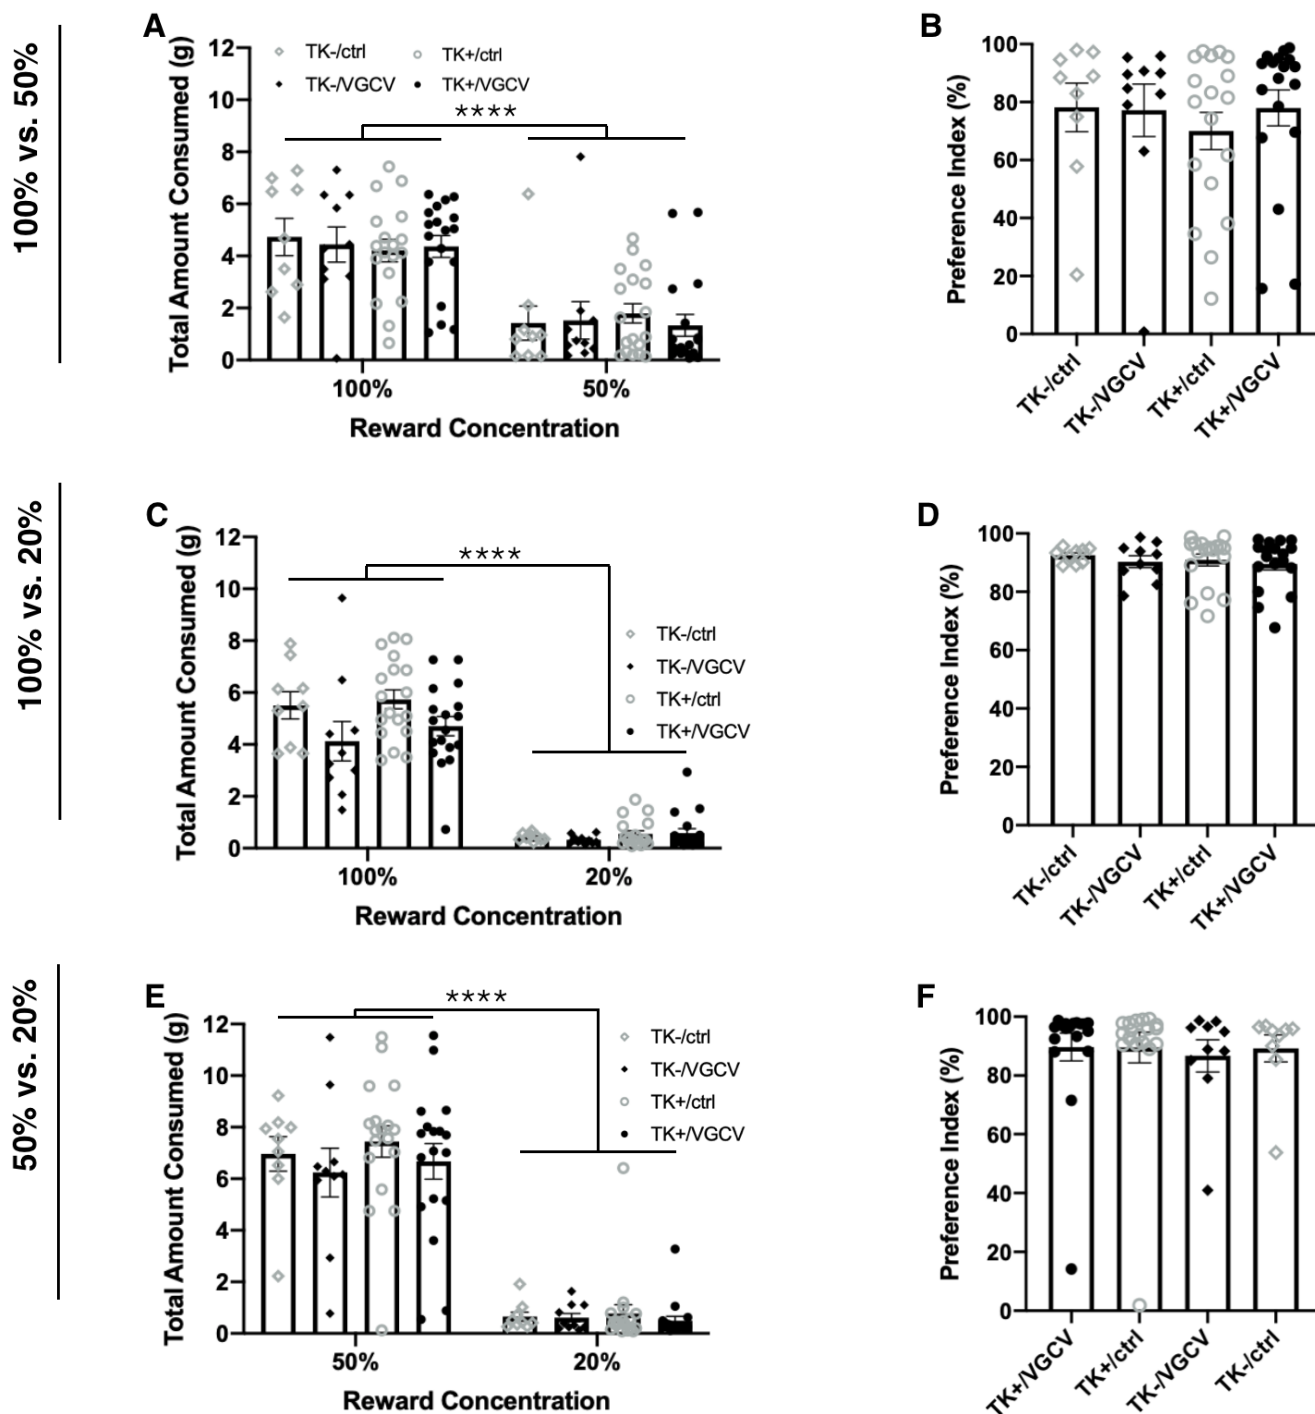 100% vs. 50%
A
Total Amount Consumed (g)
12
10
8
6
4
2
0
TK-/ctrl
TK+/ctrl
TK-/VGCV
TK+/VGCV
****
100%
50%
Reward Concentration
B
Preference Index (%)
100
80
60
40
20
0
TK-/ctrl
TK-/VGCV
TK+/ctrl
TK+/VGCV
100% vs. 20%
C
Total Amount Consumed (g)
12
10
8
6
4
2
0
****
TK-/ctrl
TK-/VGCV
TK+/ctrl
TK+/VGCV
100%
20%
Reward Concentration
D
Preference Index (%)
100
80
60
40
20
0
TK-/ctrl
TK-/VGCV
TK+/ctrl
TK+/VGCV
50% vs. 20%
E
Total Amount Consumed (g)
12
10
8
6
4
2
0
****
TK-/ctrl
TK-/VGCV
TK+/ctrl
TK+/VGCV
50%
20%
Reward Concentration
F
Preference Index (%)
100
80
60
40
20
0
TK+/VGCV
TK+/ctrl
TK-/VGCV
TK-/ctrl